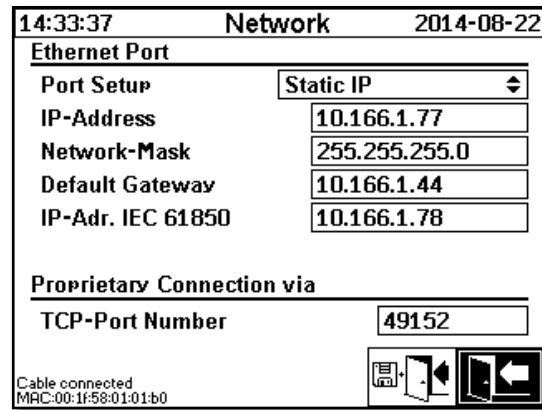 14:33:37 Network 2014-08-22
Ethernet Port
Port Setup Static IP
IP-Address 10.166.1.77
Network-Mask 255.255.255.0
Default Gateway 10.166.1.44
IP-Adr. IEC 61850 10.166.1.78
Proprietary Connection via
TCP-Port Number 49152
Cable connected
MAC:00:1f:58:01:01:b0